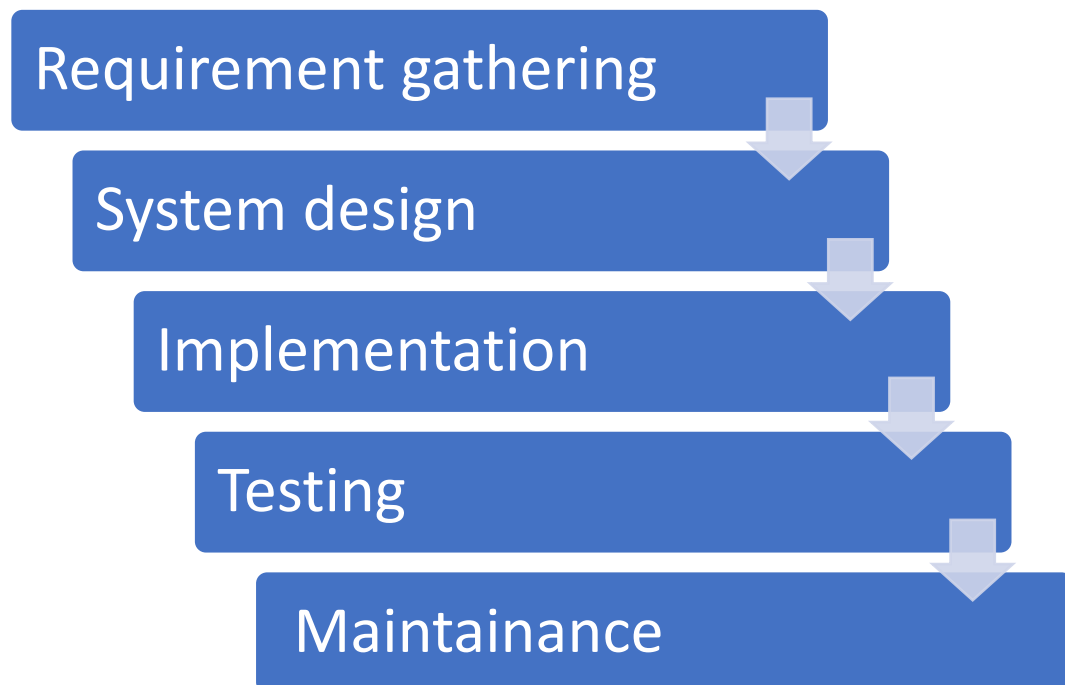 Requirement gathering
System design
Implementation
Testing
Maintainance